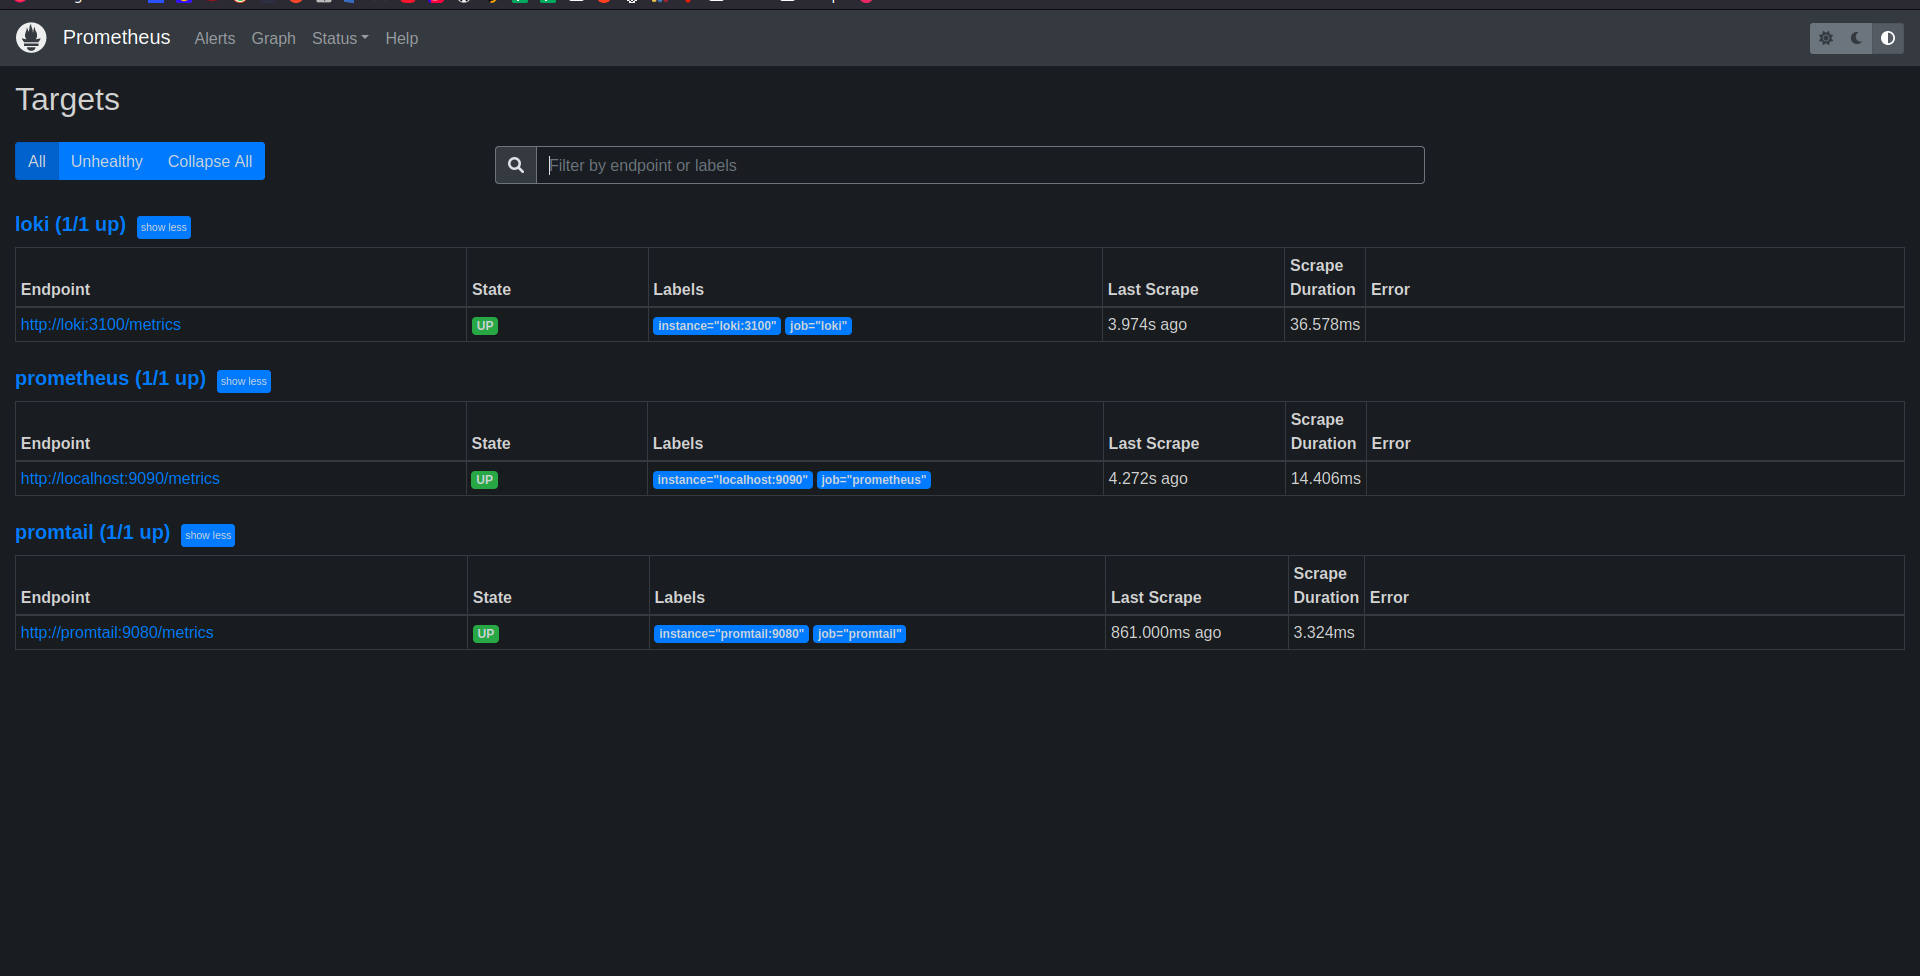 Prometheus Alerts Graph Status Help
Targets
All Unhealthy Collapse All
Filter by endpoint or labels
loki (1/1 up) show less
Endpoint State Labels Last Scrape Scrape Duration Error
http://loki:3100/metrics UP instance="loki:3100" job="loki" 3.974s ago 36.578ms
prometheus (1/1 up) show less
Endpoint State Labels Last Scrape Scrape Duration Error
http://localhost:9090/metrics UP instance="localhost:9090" job="prometheus" 4.272s ago 14.406ms
promtail (1/1 up) show less
Endpoint State Labels Last Scrape Scrape Duration Error
http://promtail:9080/metrics UP instance="promtail:9080" job="promtail" 861.000ms ago 3.324ms